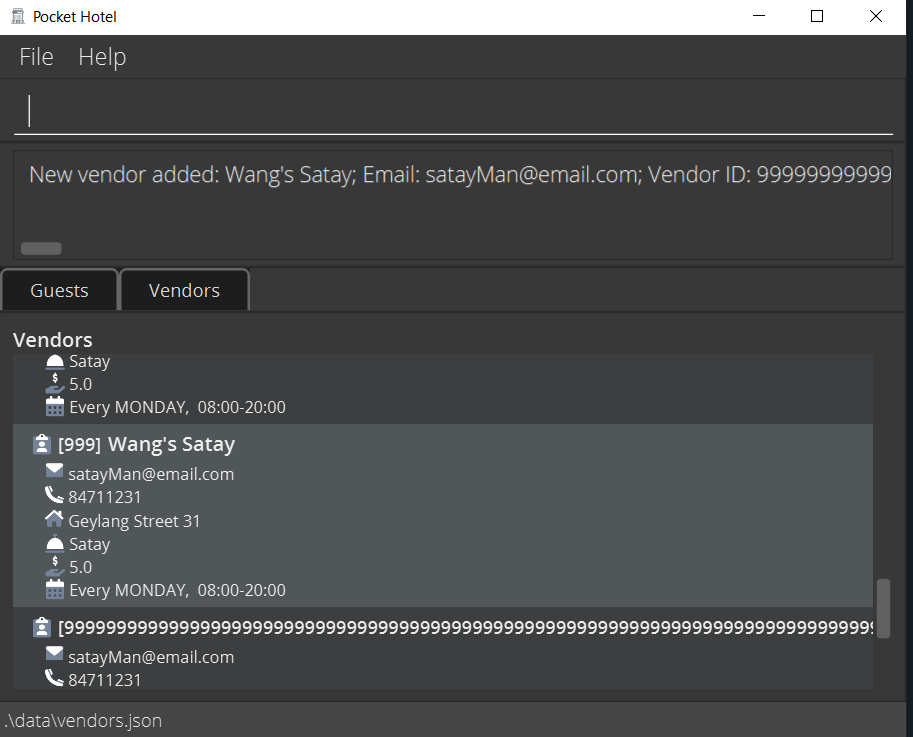 Pocket Hotel
File Help
New vendor added: Wang's Satay; Email: satayMan@email.com; Vendor ID: 99999999999
Guests Vendors
Vendors
Satay
5.0
Every MONDAY, 08:00-20:00
[999] Wang's Satay
satayMan@email.com
84711231
Geylang Street 31
Satay
5.0
Every MONDAY, 08:00-20:00
satayMan@email.com
84711231
.\data\vendors.json